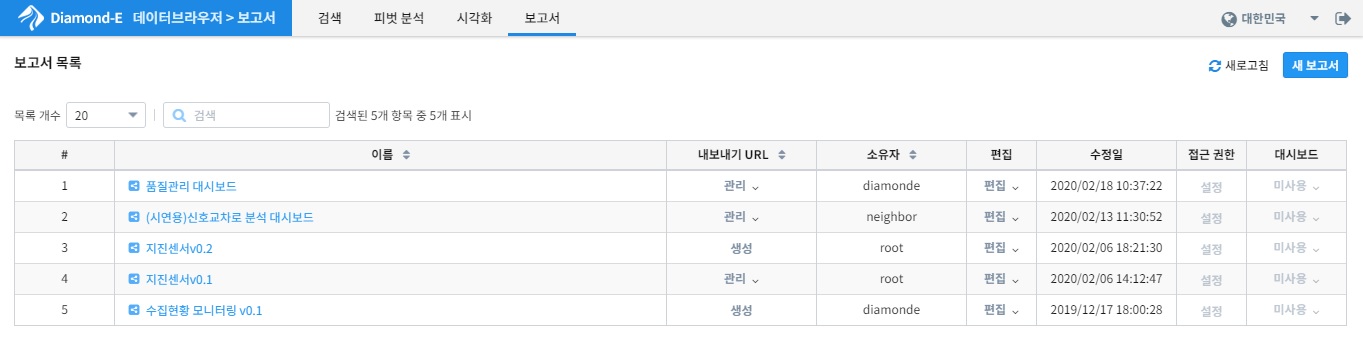 Diamond-E 데이터브라우저 > 보고서 검색 피벗 분석 시각화 보고서 대한민국
보고서 목록 새로고침 새 보고서
목록 개수 20 검색 검색된 5개 항목 중 5개 표시
# 이름 내보내기 URL 소유자 편집 수정일 접근 권한 대시보드
1 품질관리 대시보드 관리 diamonde 편집 2020/02/18 10:37:22 설정 미사용
2 (시연용)신호교차로 분석 대시보드 관리 neighbor 편집 2020/02/13 11:30:52 설정 미사용
3 지진센서v0.2 생성 root 편집 2020/02/06 18:21:30 설정 미사용
4 지진센서v0.1 관리 root 편집 2020/02/06 14:12:47 설정 미사용
5 수집현황 모니터링 v0.1 생성 diamonde 편집 2019/12/17 18:00:28 설정 미사용